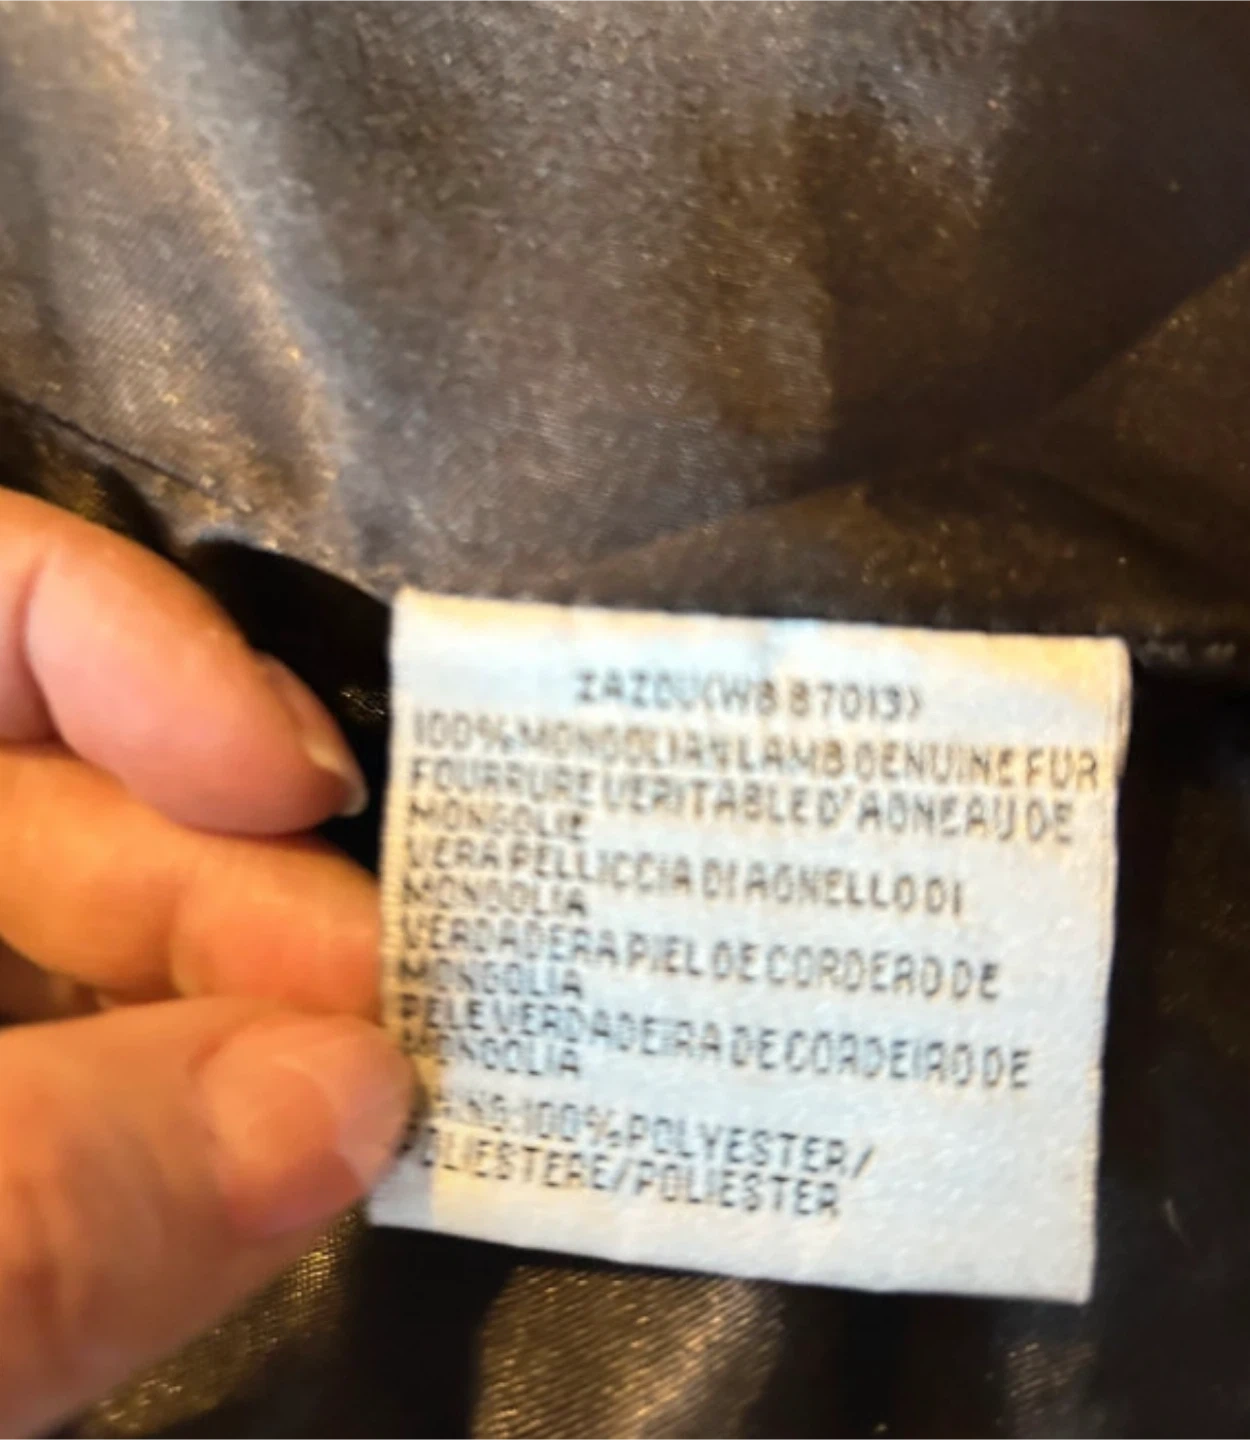 ZAZOU(W8 87013)
100% MONGOLIAN LAMB GENUINE FUR
FOURRURE VERITABLE D'AGNEAU DE
MONGOLIE
VERA PELLICCIA DI AGNELLO DI
MONGOLIA
VERDADERA PIEL DE CORDERO DE
MONGOLIA
PELE VERDADEIRA DE CORDEIRO DE
MONGOLIA
100% POLYESTER/
POLIESTERE/POLIESTER